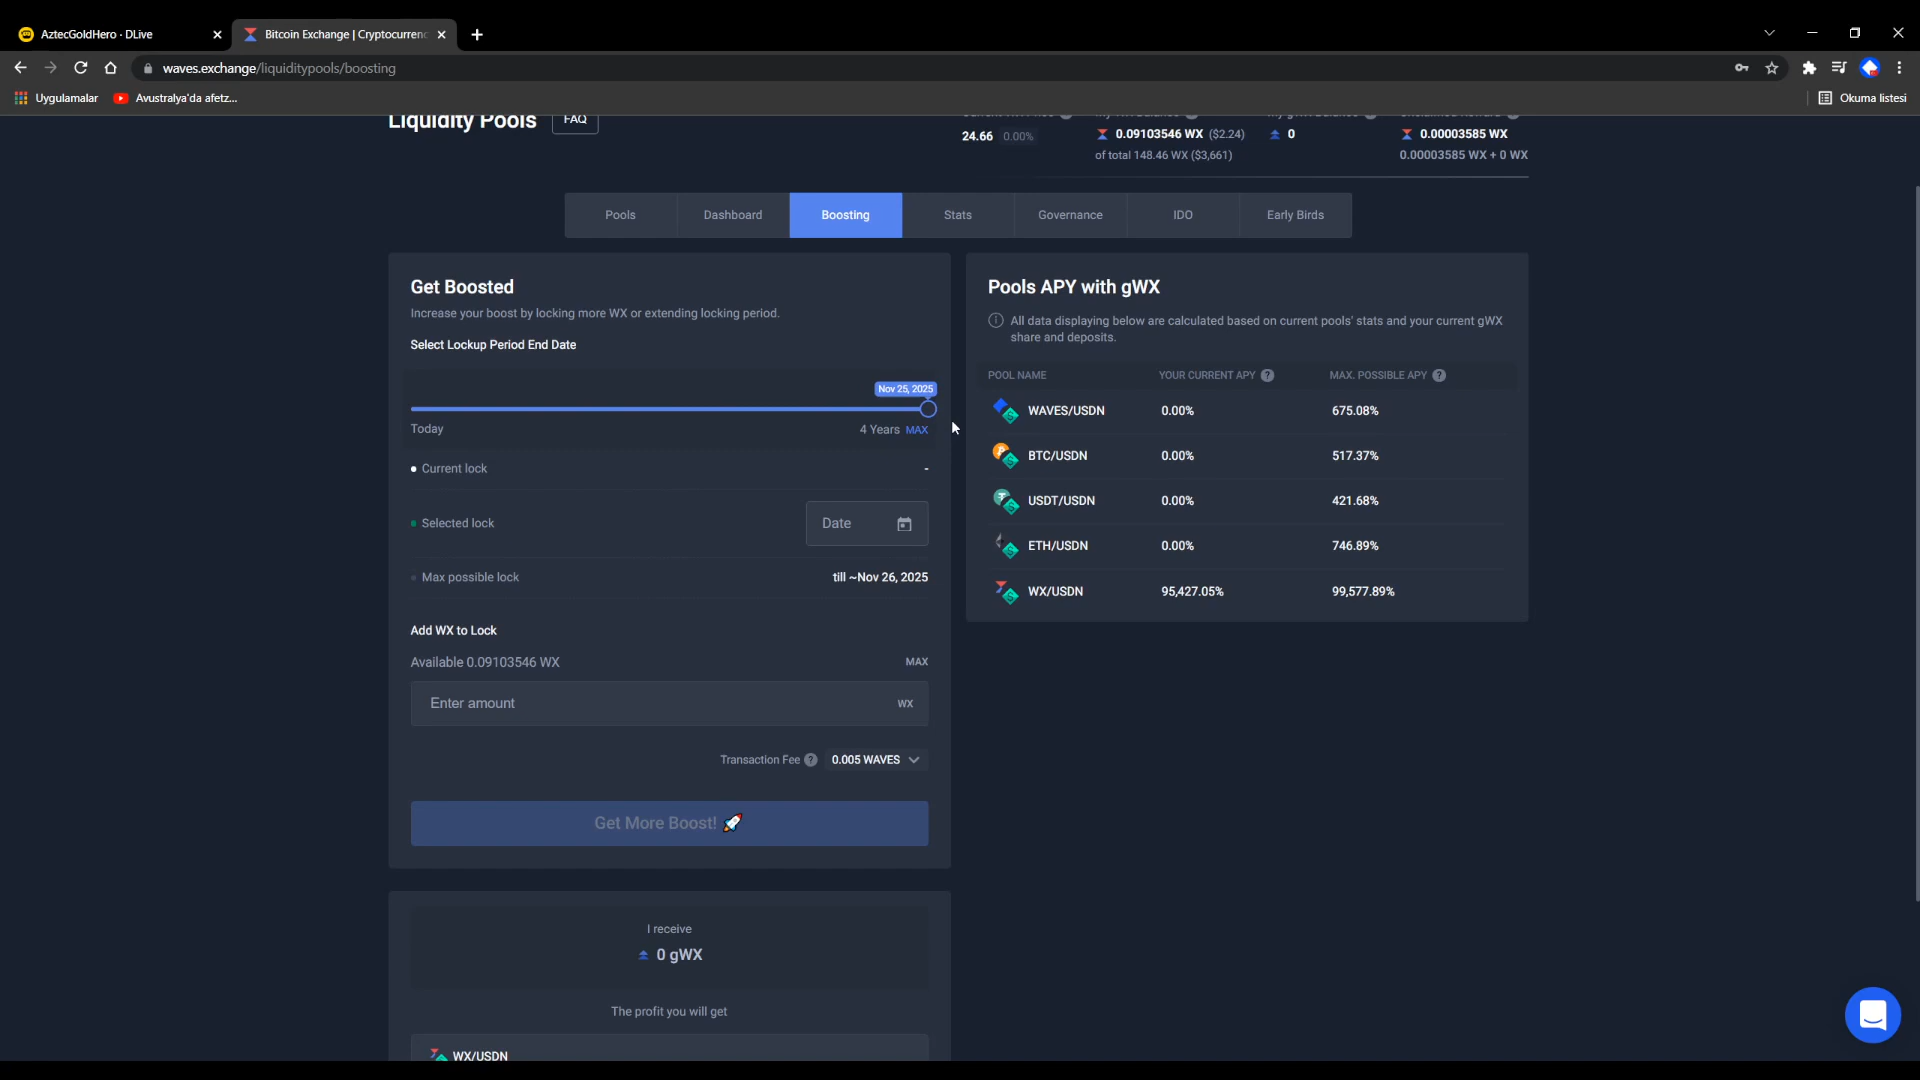 AztecGoldHero · DLive
Bitcoin Exchange | Cryptocurrenc
waves.exchange/liquiditypools/boosting
Uygulamalar
Avustralya'da afetz...
Okuma listesi
Liquidity Pools
FAQ
24.66 0.00%
0.09103546 WX ($2.24)
of total 148.46 WX ($3,661)
0
0.00003585 WX
0.00003585 WX + 0 WX
Pools
Dashboard
Boosting
Stats
Governance
IDO
Early Birds
Get Boosted
Increase your boost by locking more WX or extending locking period.
Select Lockup Period End Date
Nov 25, 2025
Today
4 Years MAX
Current lock -
Selected lock
Date
Max possible lock
till ~Nov 26, 2025
Add WX to Lock
Available 0.09103546 WX
MAX
Enter amount
WX
Transaction Fee ? 0.005 WAVES
Get More Boost! 🚀
I receive
0 gWX
The profit you will get
WX/USDN
Pools APY with gWX
All data displaying below are calculated based on current pools' stats and your current gWX
share and deposits.
POOL NAME YOUR CURRENT APY ? MAX. POSSIBLE APY ?
WAVES/USDN 0.00% 675.08%
BTC/USDN 0.00% 517.37%
USDT/USDN 0.00% 421.68%
ETH/USDN 0.00% 746.89%
WX/USDN 95,427.05% 99,577.89%